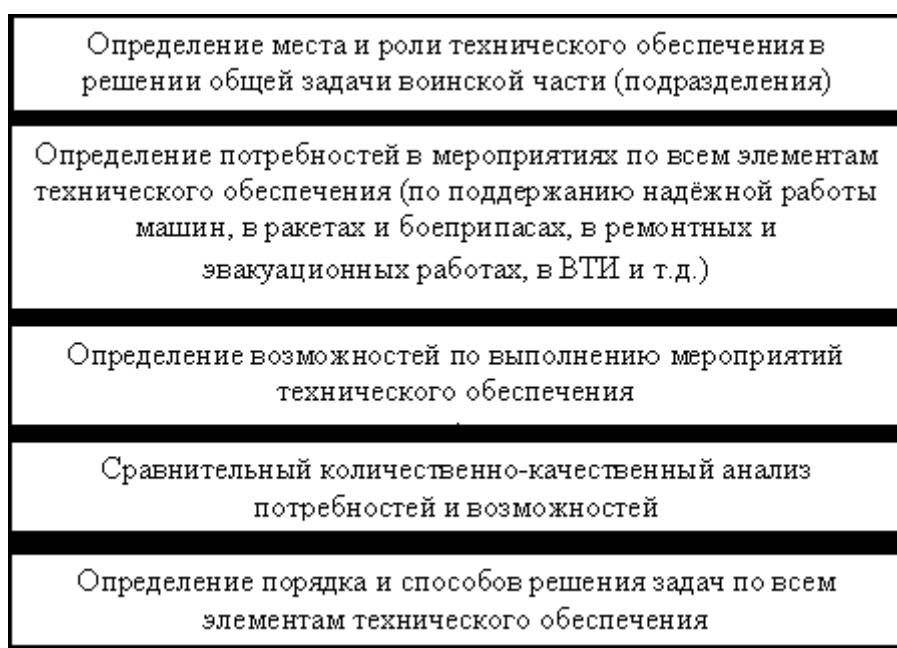 Определение места и роли технического обеспечения в
решении общей задачи воинской части (подразделения)
Определение потребностей в мероприятиях по всем элементам
технического обеспечения (по поддержанию надёжной работы
машин, в ракетах и боеприпасах, в ремонтных и
эвакуационных работах, в ВТИ и т.д.)
Определение возможностей по выполнению мероприятий
технического обеспечения
Сравнительный количественно-качественный анализ
потребностей и возможностей
Определение порядка и способов решения задач по всем
элементам технического обеспечения